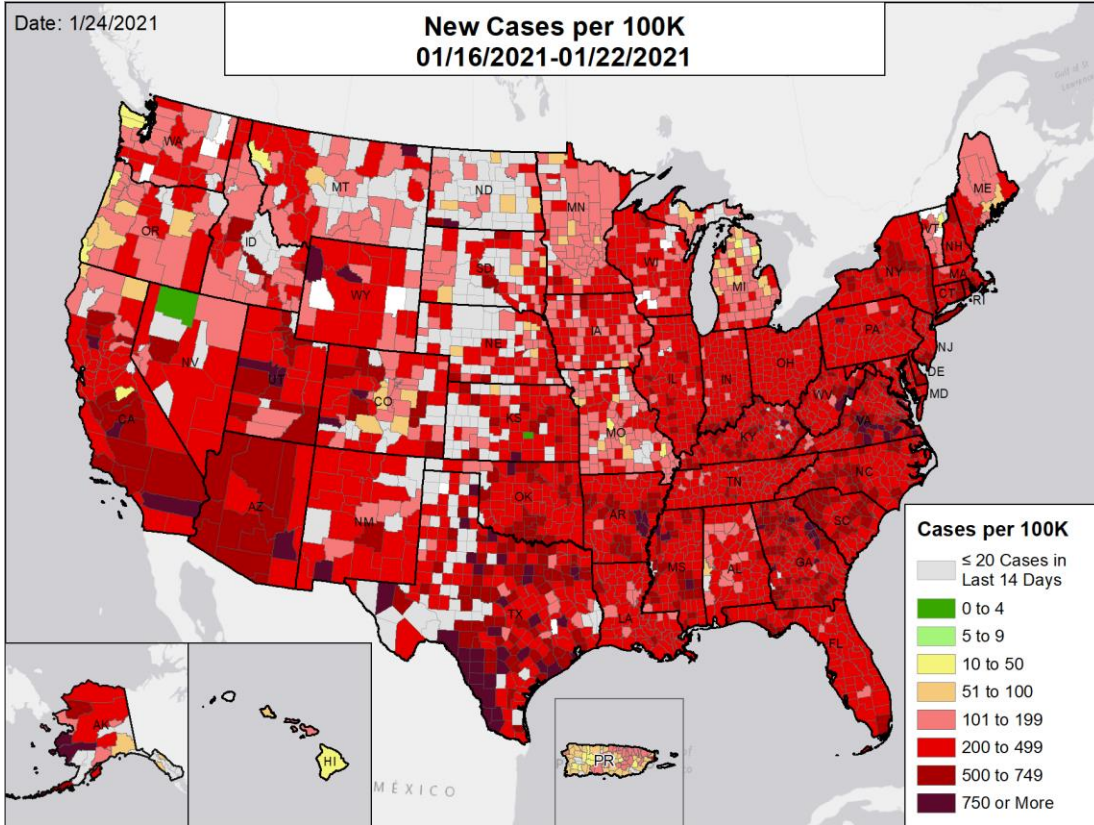 Date: 1/24/2021
New Cases per 100K
01/16/2021-01/22/2021
WA
MT
ND
MN
ME
OR
ID
SD
WI
VT
NH
NY
MA
CT
RI
WY
MI
IA
NE
PA
NJ
NV
UT
CO
IL
IN
OH
DE
MD
CA
KS
MO
WV
VA
KY
AZ
NM
OK
AR
TN
NC
SC
MS
AL
GA
TX
LA
FL
AK
HI
PR
MÉXICO
Cases per 100K
≤ 20 Cases in
Last 14 Days
0 to 4
5 to 9
10 to 50
51 to 100
101 to 199
200 to 499
500 to 749
750 or More